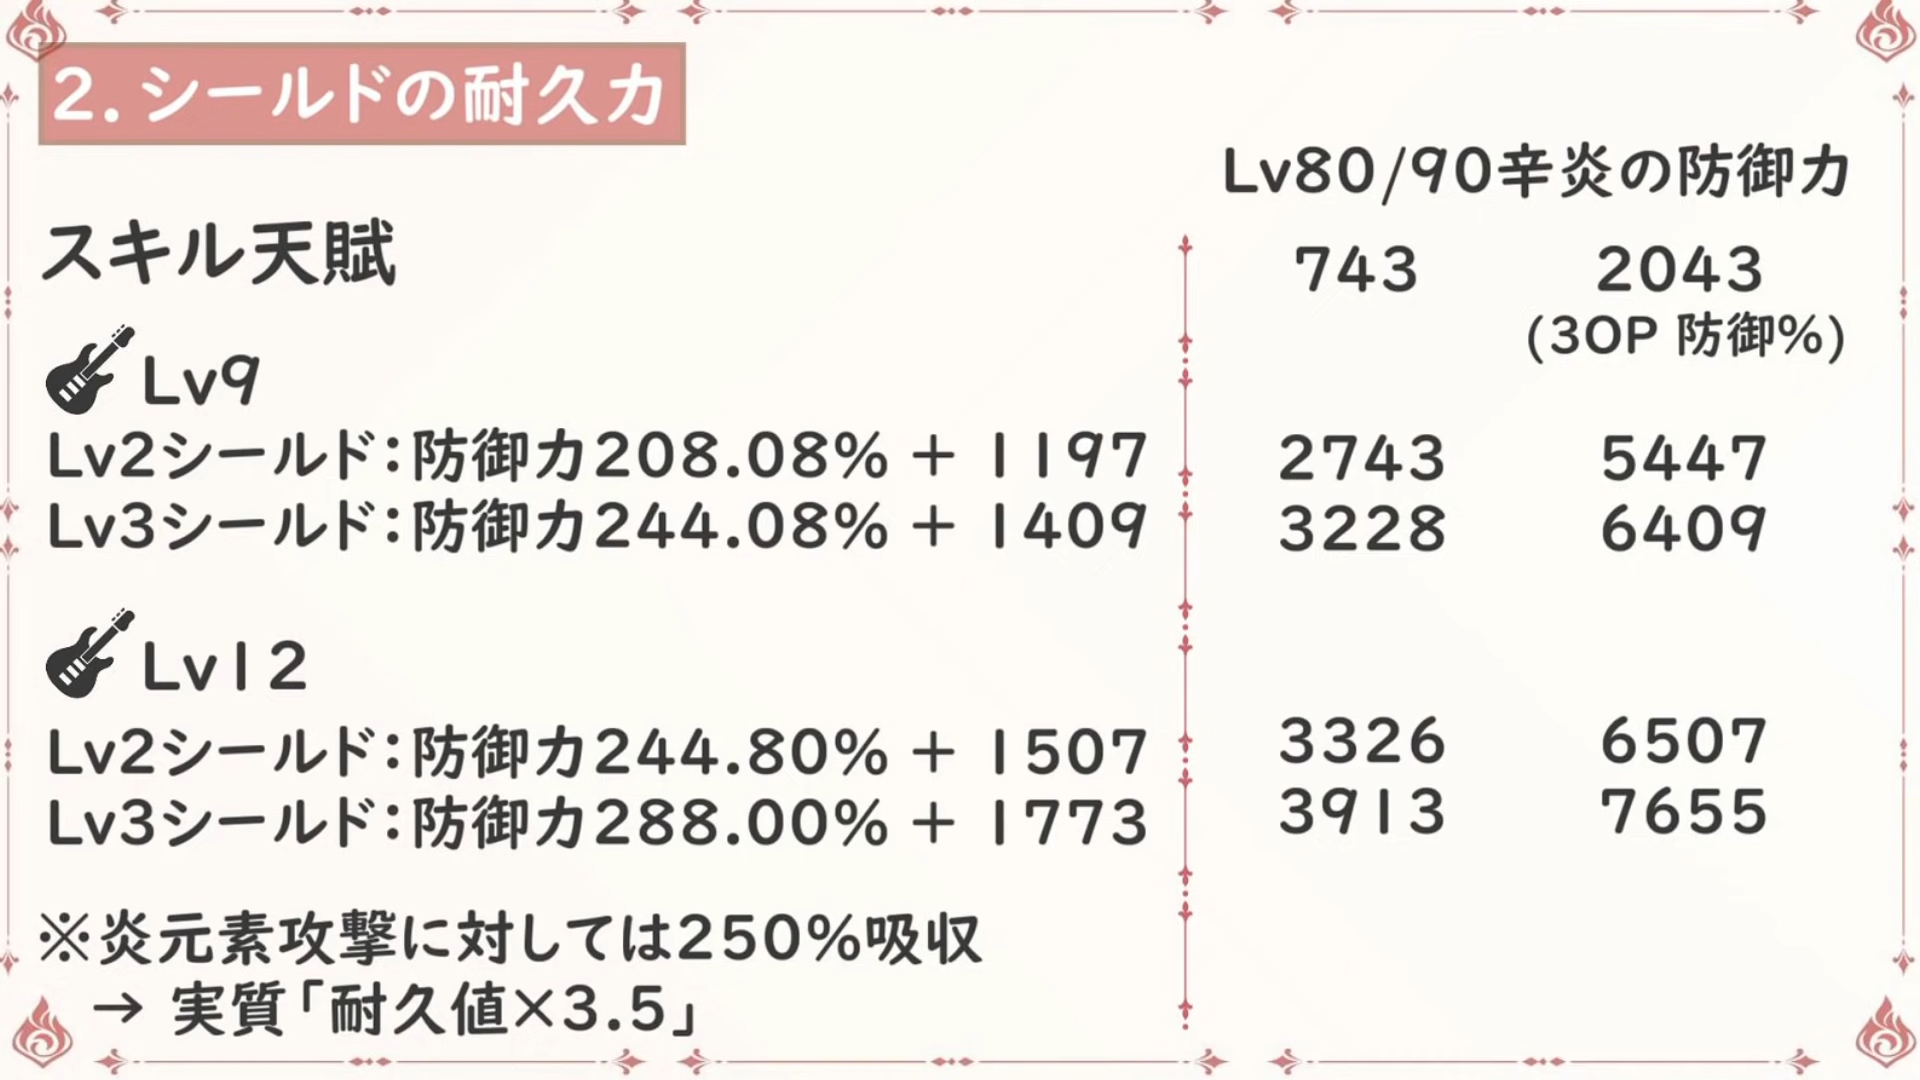 2. シールドの耐久力
Lv80/90辛炎の防御力
743 2043
(3OP 防御%)
スキル天賦
Lv9
Lv2シールド：防御力208.08% + 1197 2743 5447
Lv3シールド：防御力244.08% + 1409 3228 6409
Lv12
Lv2シールド：防御力244.80% + 1507 3326 6507
Lv3シールド：防御力288.00% + 1773 3913 7655
※炎元素攻撃に対しては250%吸収
→ 実質「耐久値×3.5」